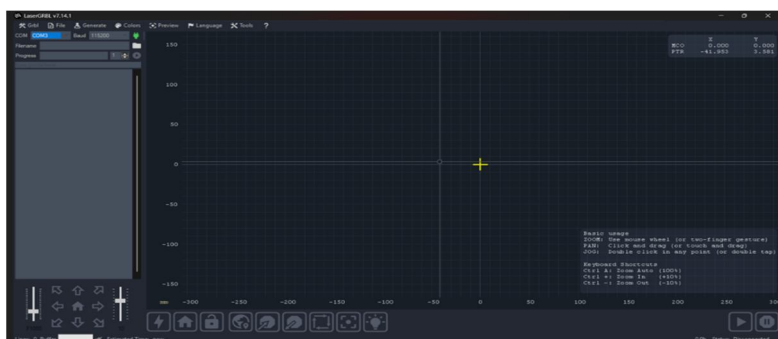 LaserGRBL v7.14.1
Grbl File Generate Colors Preview Language Tools ?
COM COM3 Baud 115200
Filename
Progress 1
X Y
MCO 0.000 0.000
PTR -41.953 3.581
150
100
50
0
-50
-100
-150
mm -300 -250 -200 -150 -100 -50 0 50 100 150 200 250 300
Basic usage
ZOOM: Use mouse wheel (or two-finger gesture)
PAN: Click and drag (or touch and drag)
JOG: Double click in any point (or double tap)
Keyboard Shortcuts
Ctrl A: Zoom Auto (100%)
Ctrl +: Zoom In (+10%)
Ctrl -: Zoom Out (-10%)